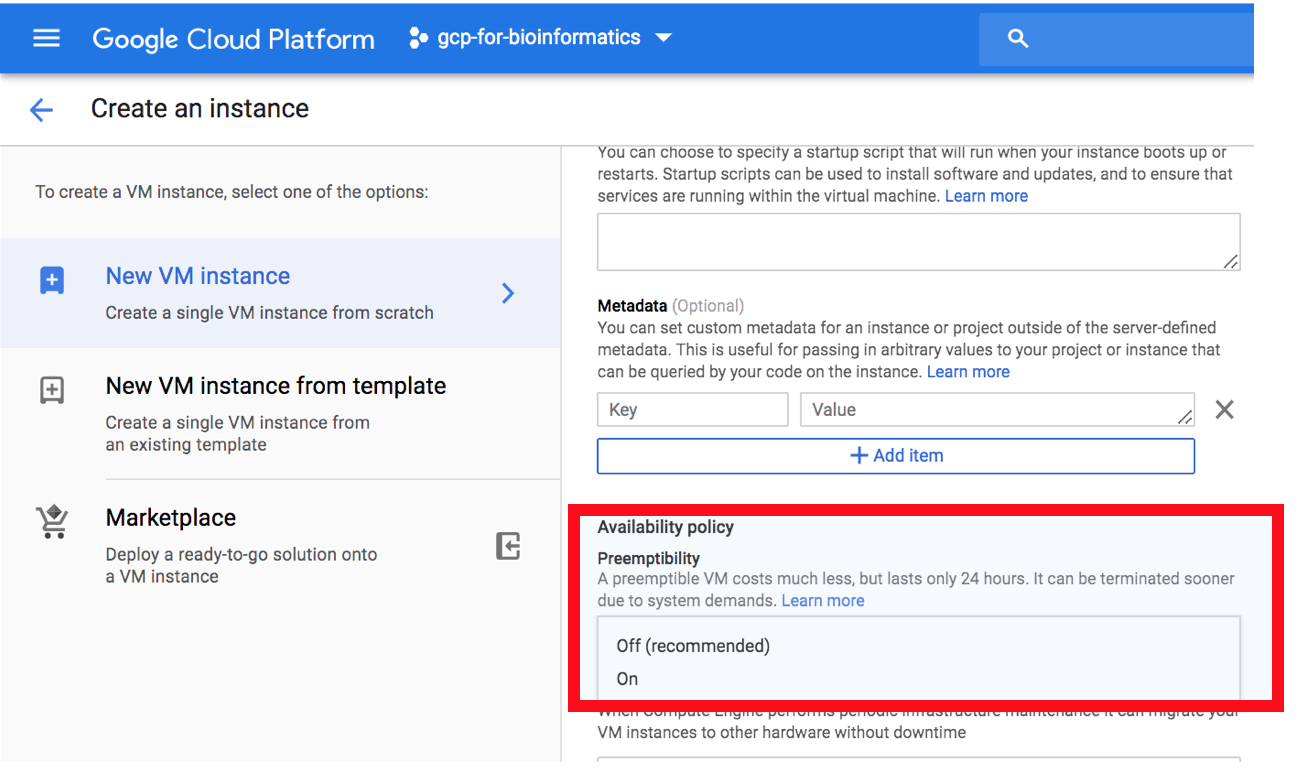 Google Cloud Platform
gcp-for-bioinformatics
Create an instance
To create a VM instance, select one of the options:
New VM instance
Create a single VM instance from scratch
New VM instance from template
Create a single VM instance from
an existing template
Marketplace
Deploy a ready-to-go solution onto
a VM instance
You can choose to specify a startup script that will run when your instance boots up or
restarts. Startup scripts can be used to install software and updates, and to ensure that
services are running within the virtual machine. Learn more
Metadata (Optional)
You can set custom metadata for an instance or project outside of the server-defined
metadata. This is useful for passing in arbitrary values to your project or instance that
can be queried by your code on the instance. Learn more
Key
Value
Add item
Availability policy
Preemptibility
A preemptible VM costs much less, but lasts only 24 hours. It can be terminated sooner
due to system demands. Learn more
Off (recommended)
On
When Compute Engine performs periodic infrastructure maintenance it can migrate your
VM instances to other hardware without downtime